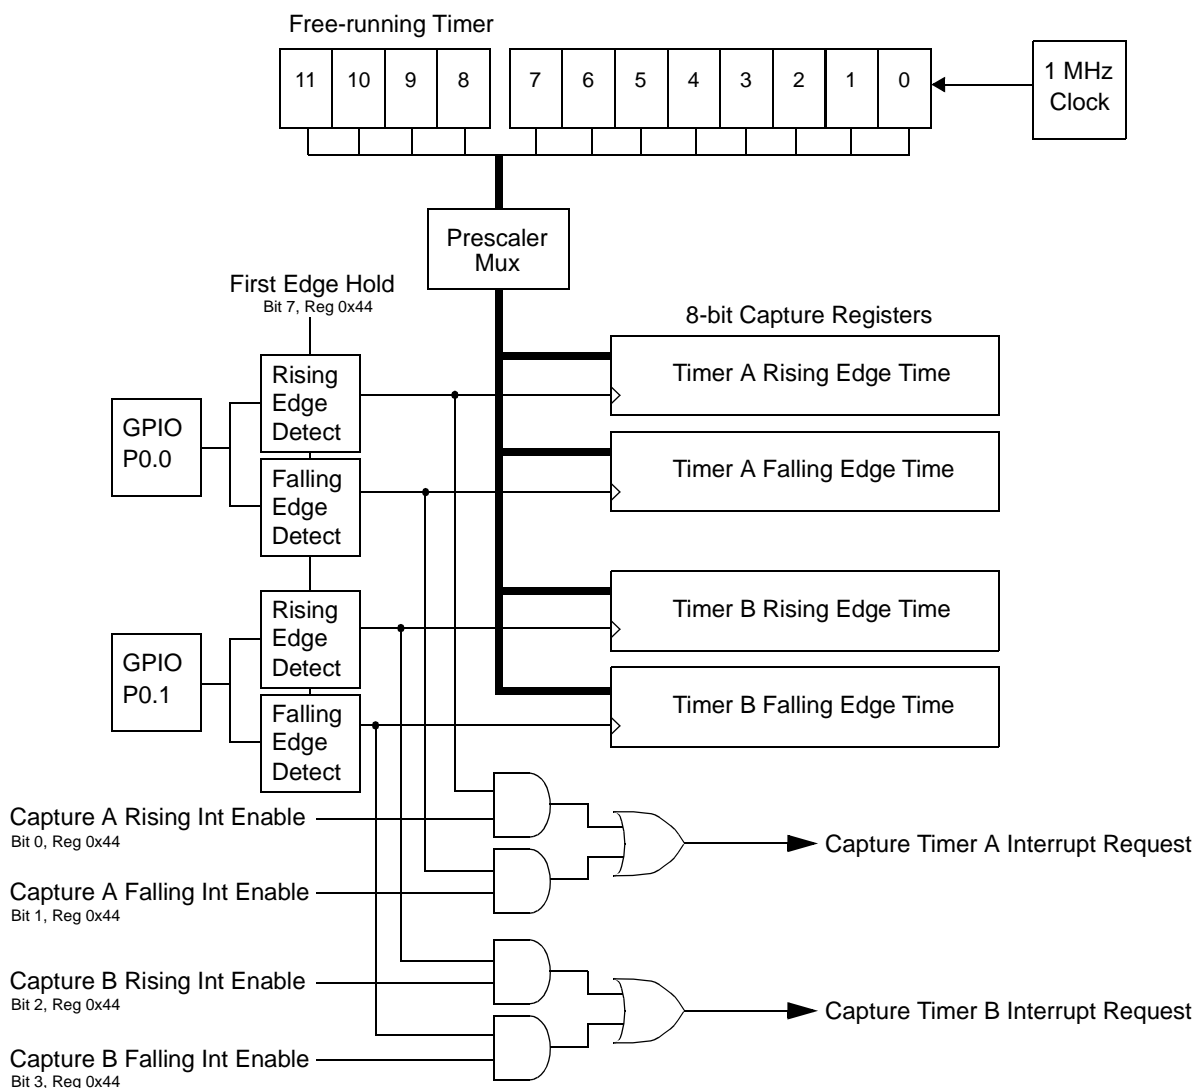 Free-running Timer
11 10 9 8 7 6 5 4 3 2 1 0
1 MHz
Clock
Prescaler
Mux
First Edge Hold
Bit 7, Reg 0x44
8-bit Capture Registers
Rising
Edge
Detect
Timer A Rising Edge Time
GPIO
P0.0
Falling
Edge
Detect
Timer A Falling Edge Time
Rising
Edge
Detect
Timer B Rising Edge Time
GPIO
P0.1
Falling
Edge
Detect
Timer B Falling Edge Time
Capture A Rising Int Enable
Bit 0, Reg 0x44
Capture Timer A Interrupt Request
Capture A Falling Int Enable
Bit 1, Reg 0x44
Capture B Rising Int Enable
Bit 2, Reg 0x44
Capture Timer B Interrupt Request
Capture B Falling Int Enable
Bit 3, Reg 0x44